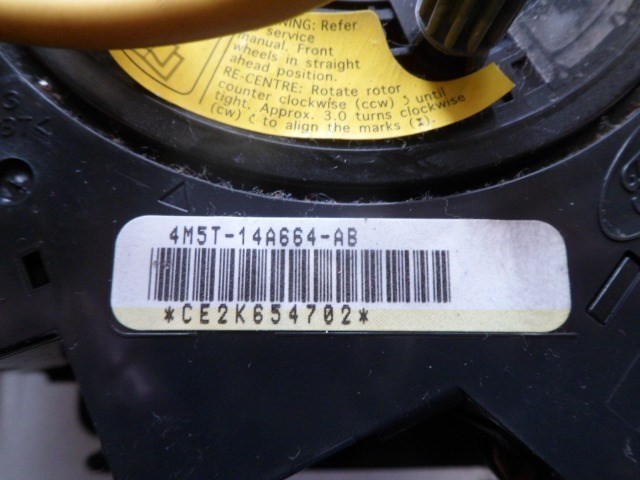 WARNING: Refer
service
manual. Front
wheels in straight
ahead position.
RE-CENTRE: Rotate rotor
counter clockwise (ccw) until
tight. Approx. 3.0 turns clockwise
(cw) to align the marks
4M5T-14A664-AB
*CE2K654702*